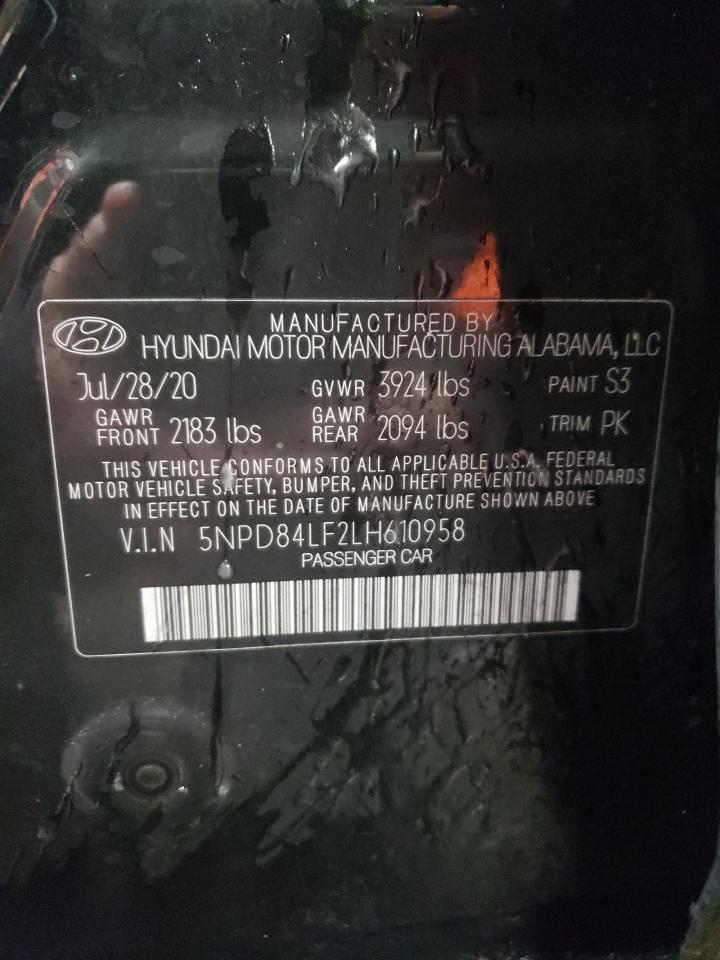 MANUFACTURED BY
HYUNDAI MOTOR MANUFACTURING ALABAMA, LLC
Jul/28/20 GVWR 3924 lbs PAINT S3
GAWR FRONT 2183 lbs GAWR REAR 2094 lbs TRIM PK
THIS VEHICLE CONFORMS TO ALL APPLICABLE U.S.A. FEDERAL
MOTOR VEHICLE SAFETY, BUMPER, AND THEFT PREVENTION STANDARDS
IN EFFECT ON THE DATE OF MANUFACTURE SHOWN ABOVE
V.I.N 5NPD84LF2LH610958
PASSENGER CAR